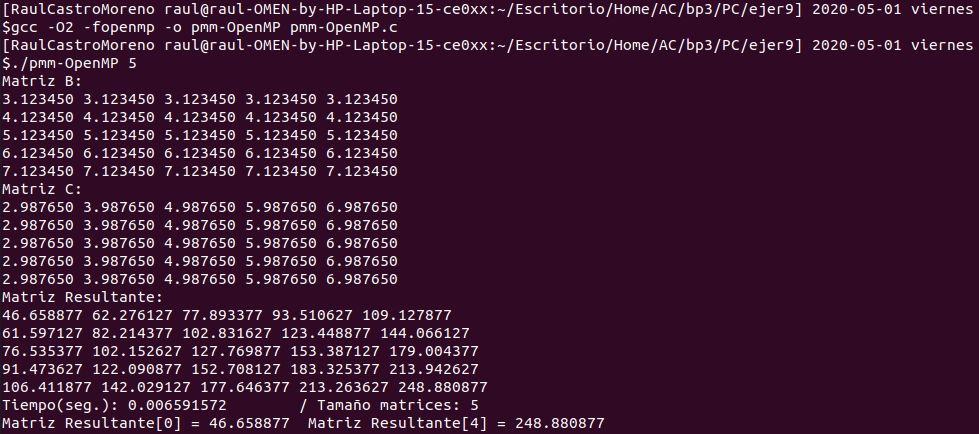 [RaulCastroMoreno raul@raul-OMEN-by-HP-Laptop-15-ce0xx:~/Escritorio/Home/AC/bp3/PC/ejer9] 2020-05-01 viernes
$gcc -O2 -fopenmp -o pmm-OpenMP pmm-OpenMP.c
[RaulCastroMoreno raul@raul-OMEN-by-HP-Laptop-15-ce0xx:~/Escritorio/Home/AC/bp3/PC/ejer9] 2020-05-01 viernes
$./pmm-OpenMP 5
Matriz B:
3.123450 3.123450 3.123450 3.123450 3.123450
4.123450 4.123450 4.123450 4.123450 4.123450
5.123450 5.123450 5.123450 5.123450 5.123450
6.123450 6.123450 6.123450 6.123450 6.123450
7.123450 7.123450 7.123450 7.123450 7.123450
Matriz C:
2.987650 3.987650 4.987650 5.987650 6.987650
2.987650 3.987650 4.987650 5.987650 6.987650
2.987650 3.987650 4.987650 5.987650 6.987650
2.987650 3.987650 4.987650 5.987650 6.987650
2.987650 3.987650 4.987650 5.987650 6.987650
Matriz Resultante:
46.658877 62.276127 77.893377 93.510627 109.127877
61.597127 82.214377 102.831627 123.448877 144.066127
76.535377 102.152627 127.769877 153.387127 179.004377
91.473627 122.090877 152.708127 183.325377 213.942627
106.411877 142.029127 177.646377 213.263627 248.880877
Tiempo(seg.): 0.006591572 / Tamaño matrices: 5
Matriz Resultante[0] = 46.658877 Matriz Resultante[4] = 248.880877